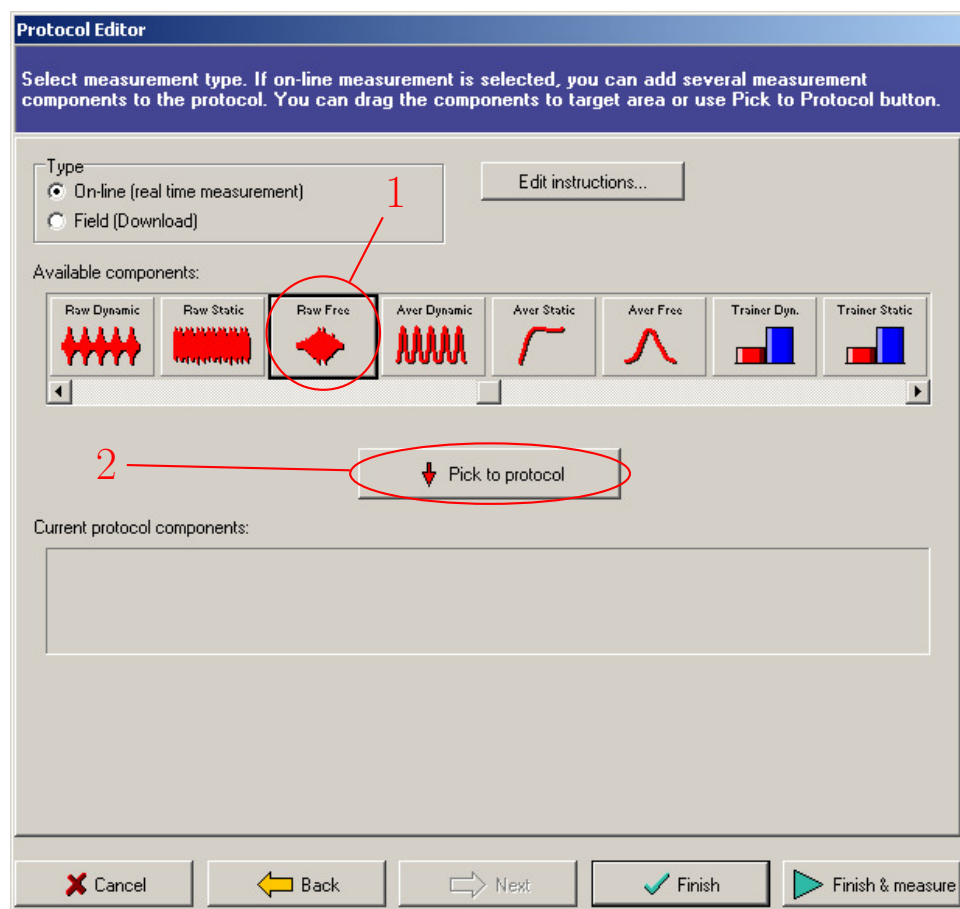 Protocol Editor
Select measurement type. If on-line measurement is selected, you can add several measurement
components to the protocol. You can drag the components to target area or use Pick to Protocol button.
Type
On-line (real time measurement)
Field (Download)
1
Edit instructions...
Available components:
Raw Dynamic
Raw Static
Raw Free
Aver Dynamic
Aver Static
Aver Free
Trainer Dyn.
Trainer Static
2
Pick to protocol
Current protocol components:
Cancel
Back
Next
Finish
Finish & measure